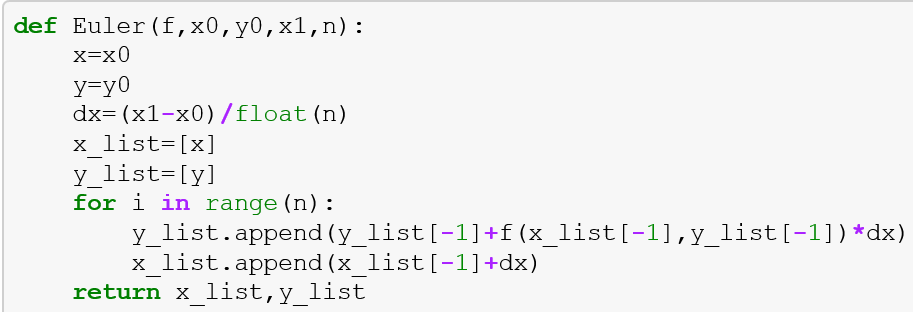 def Euler(f,x0,y0,x1,n):
    x=x0
    y=y0
    dx=(x1-x0)/float(n)
    x_list=[x]
    y_list=[y]
    for i in range(n):
        y_list.append(y_list[-1]+f(x_list[-1],y_list[-1])*dx)
        x_list.append(x_list[-1]+dx)
    return x_list,y_list